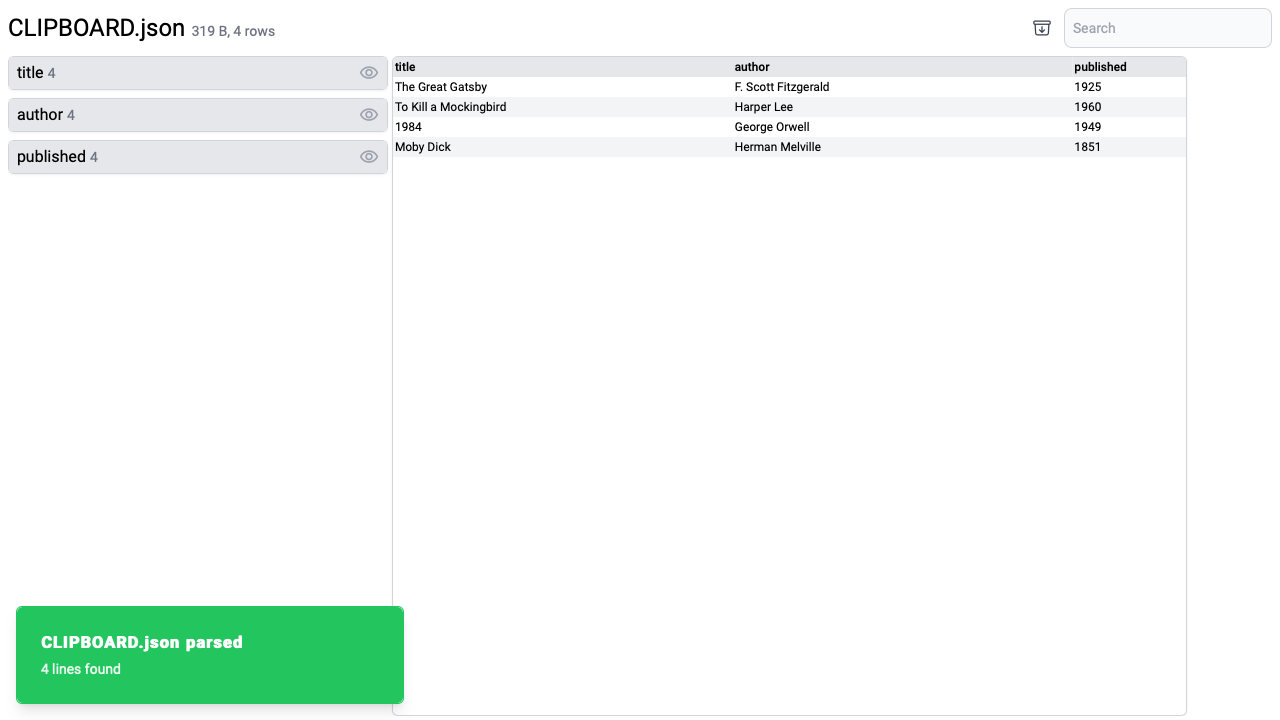 CLIPBOARD.json 319 B, 4 rows
Search
title 4
author 4
published 4
title author published
The Great Gatsby F. Scott Fitzgerald 1925
To Kill a Mockingbird Harper Lee 1960
1984 George Orwell 1949
Moby Dick Herman Melville 1851
CLIPBOARD.json parsed
4 lines found